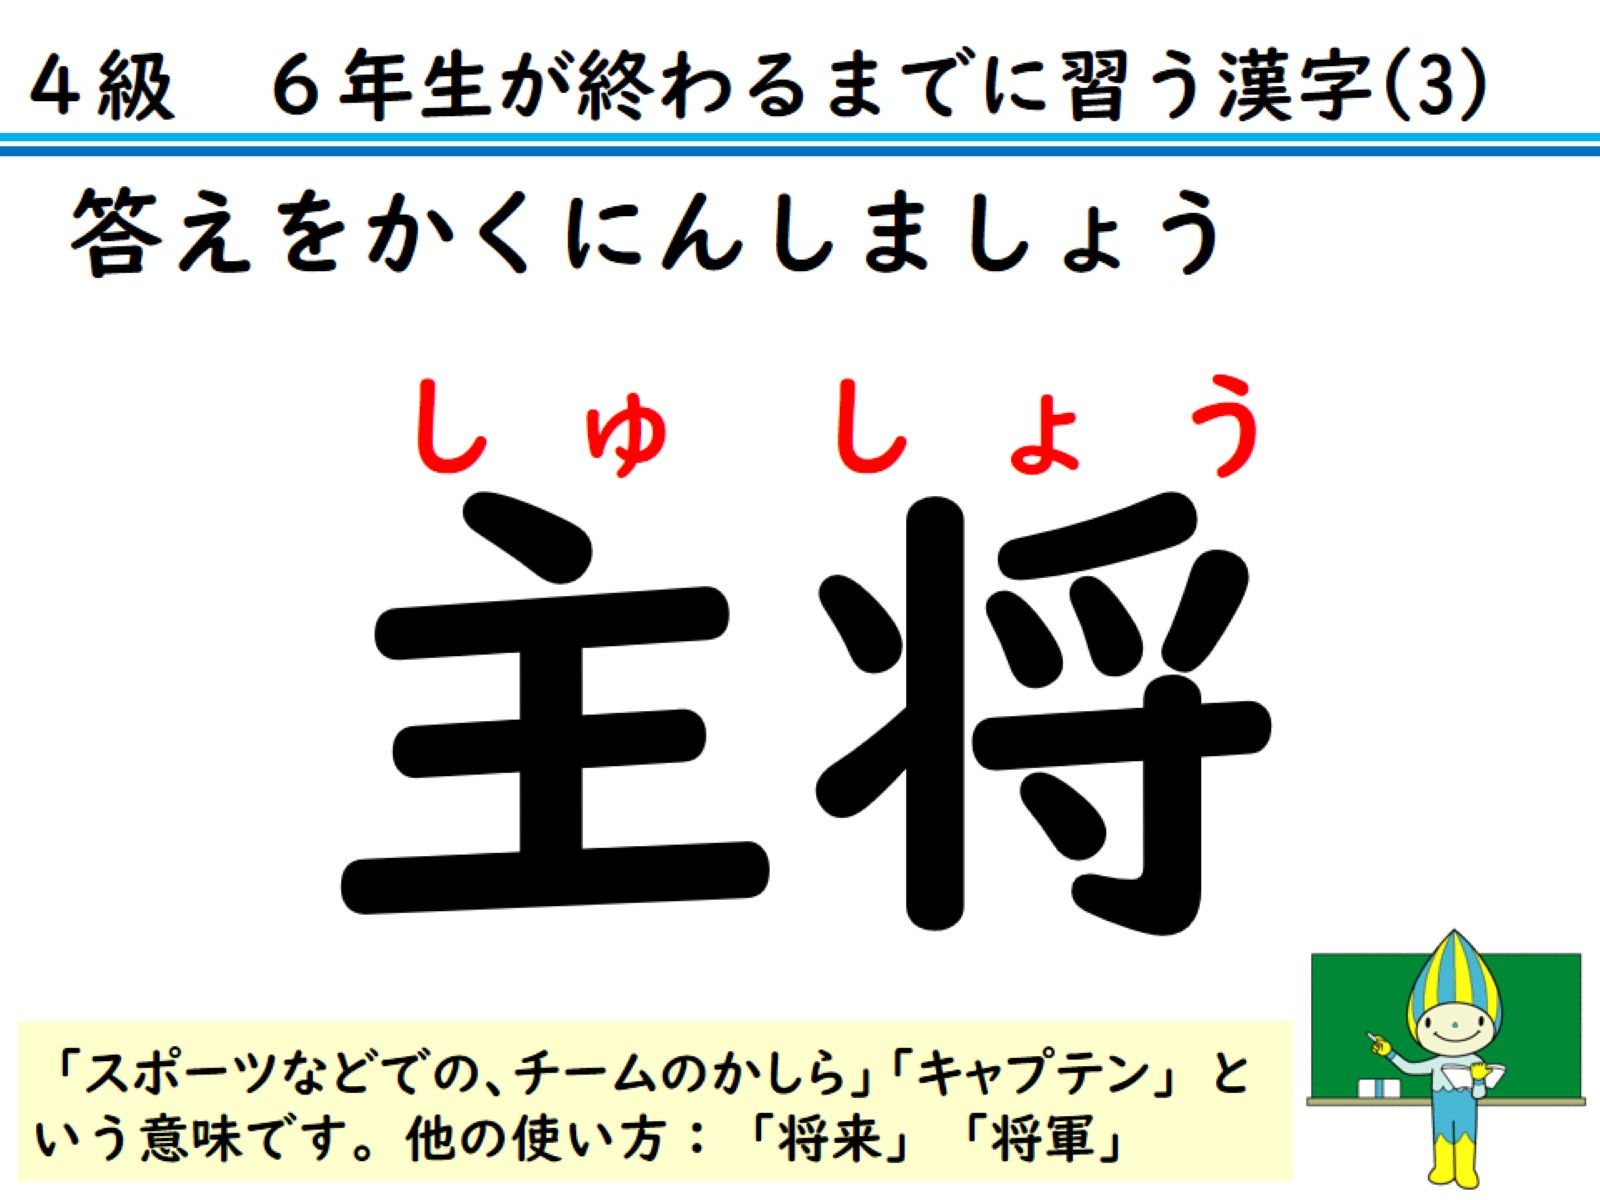 ４級　６年生が終わるまでに習う漢字(3)
答えをかくにんしましょう
しゅ しょう
主将
「スポーツなどでの、チームのかしら」「キャプテン」と
いう意味です。他の使い方：「将来」「将軍」